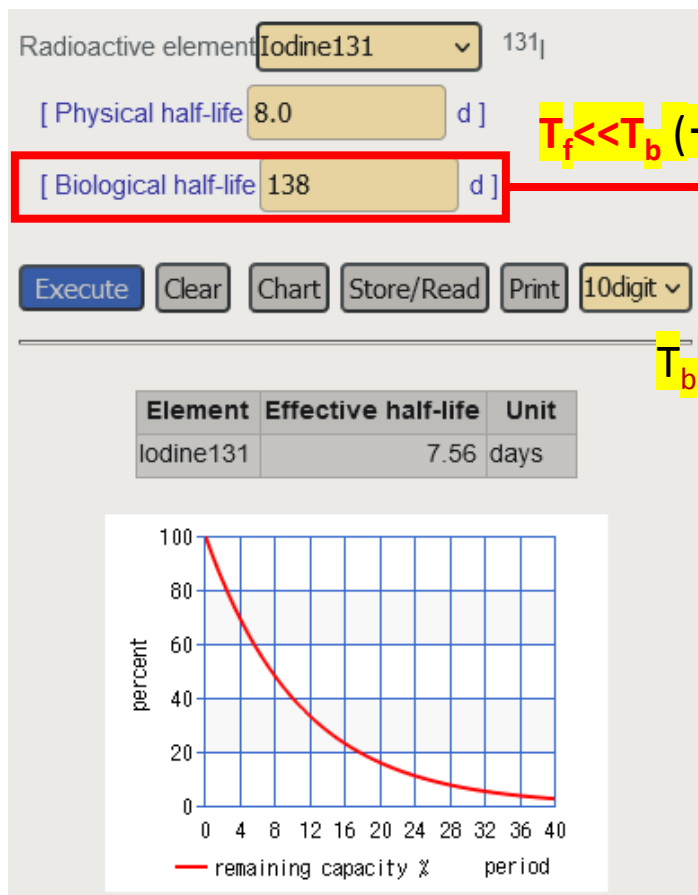 Radioactive element Iodine131 131I
[ Physical half-life 8.0 d ]
Tf<<Tb (
[ Biological half-life 138 d ]
Execute Clear Chart Store/Read Print 10digit
Tb
Element Effective half-life Unit
Iodine131 7.56 days
100
80
60
40
20
0
percent
0 4 8 12 16 20 24 28 32 36 40
remaining capacity % period